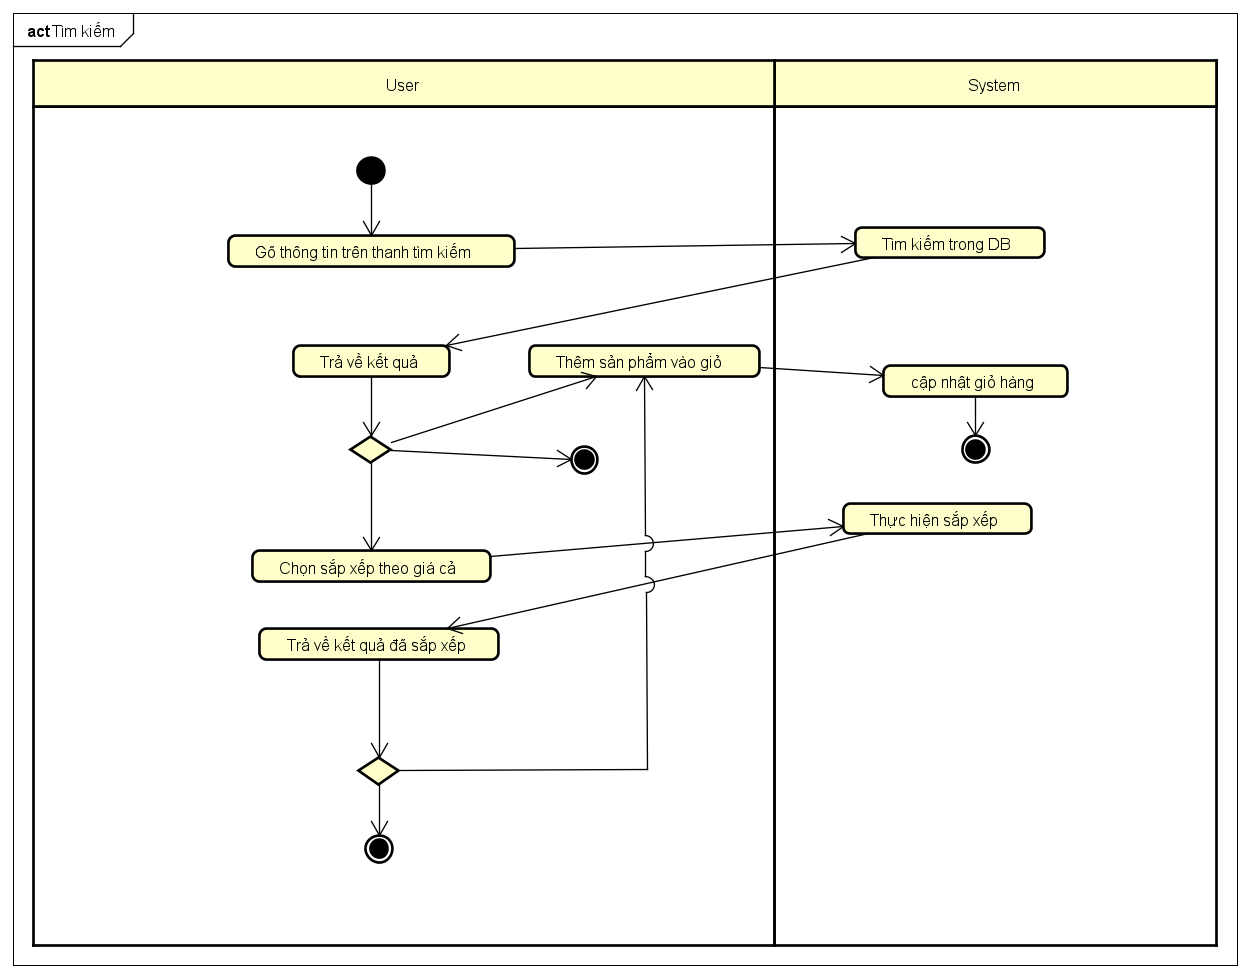 act Tìm kiếm
User
System
Gõ thông tin trên thanh tìm kiếm
Tìm kiếm trong DB
Trả về kết quả
Thêm sản phẩm vào giỏ
cập nhật giỏ hàng
Thực hiện sắp xếp
Chọn sắp xếp theo giá cả
Trả về kết quả đã sắp xếp